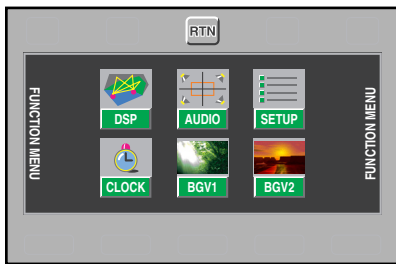 RTN
FUNCTION MENU
DSP
AUDIO
SETUP
CLOCK
BGV1
BGV2
FUNCTION MENU